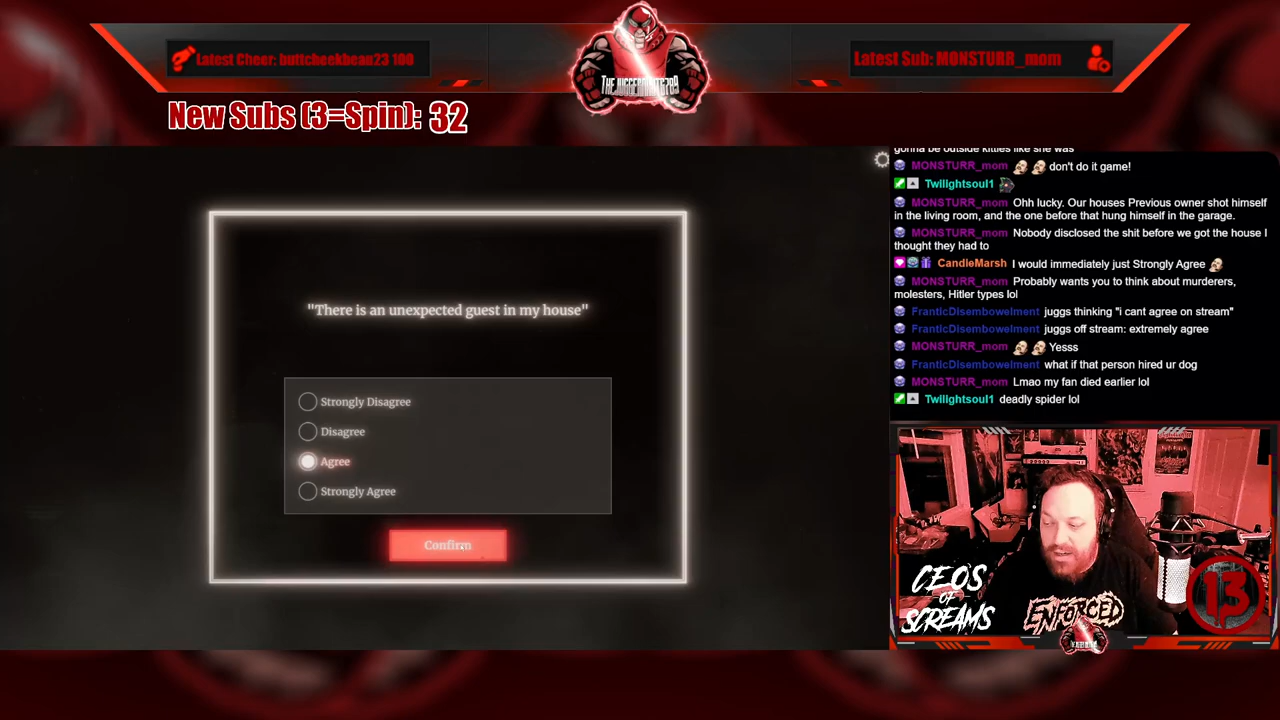 Latest Cheer: buttcheekbean23 100
THEJUGGERNAUT6789
Latest Sub: MONSTURR_mom
New Subs (3=Spin): 32
"There is an unexpected guest in my house"
Strongly Disagree
Disagree
Agree
Strongly Agree
Confirm
gonna be outside kitties like she was
MONSTURR_mom don't do it game!
Twilightsoul1
MONSTURR_mom Ohh lucky. Our houses Previous owner shot himself
in the living room, and the one before that hung himself in the garage.
MONSTURR_mom Nobody disclosed the shit before we got the house I
thought they had to
CandieMarsh I would immediately just Strongly Agree
MONSTURR_mom Probably wants you to think about murderers,
molesters, Hitler types lol
FranticDisembowelment juggs thinking "i cant agree on stream"
FranticDisembowelment juggs off stream: extremely agree
MONSTURR_mom Yesss
FranticDisembowelment what if that person hired ur dog
MONSTURR_mom Lmao my fan died earlier lol
Twilightsoul1 deadly spider lol
CEOS
OF
SCREAMS
ENFORCED
13